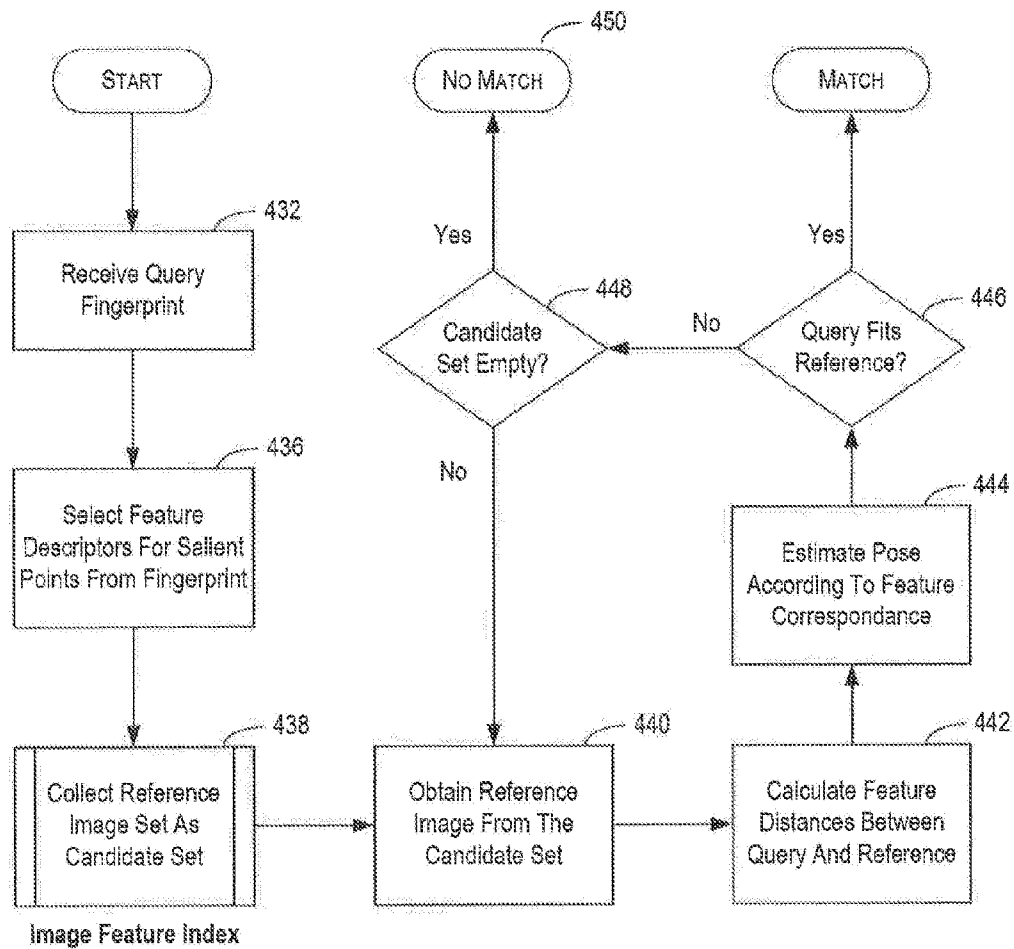 START
432
Receive Query
Fingerprint
436
Select Feature
Descriptors For Salient
Points From Fingerprint
438
Collect Reference
Image Set As
Candidate Set
Image Feature Index
440
Obtain Reference
Image From The
Candidate Set
442
Calculate Feature
Distances Between
Query And Reference
444
Estimate Pose
According To Feature
Correspondance
446
Query Fits
Reference?
Yes
MATCH
No
448
Candidate
Set Empty?
Yes
No
450
NO MATCH